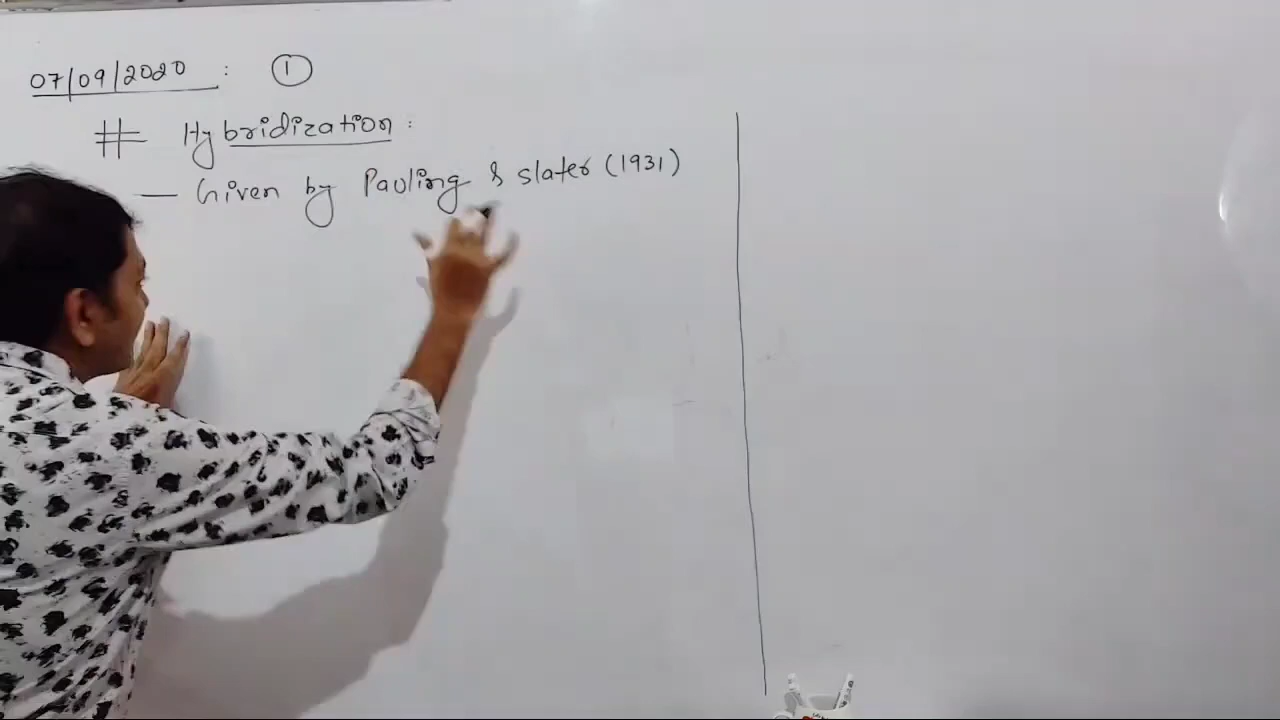 07/09/2020 : ①
# Hybridization :
— Given by Pauling & slater (1931)